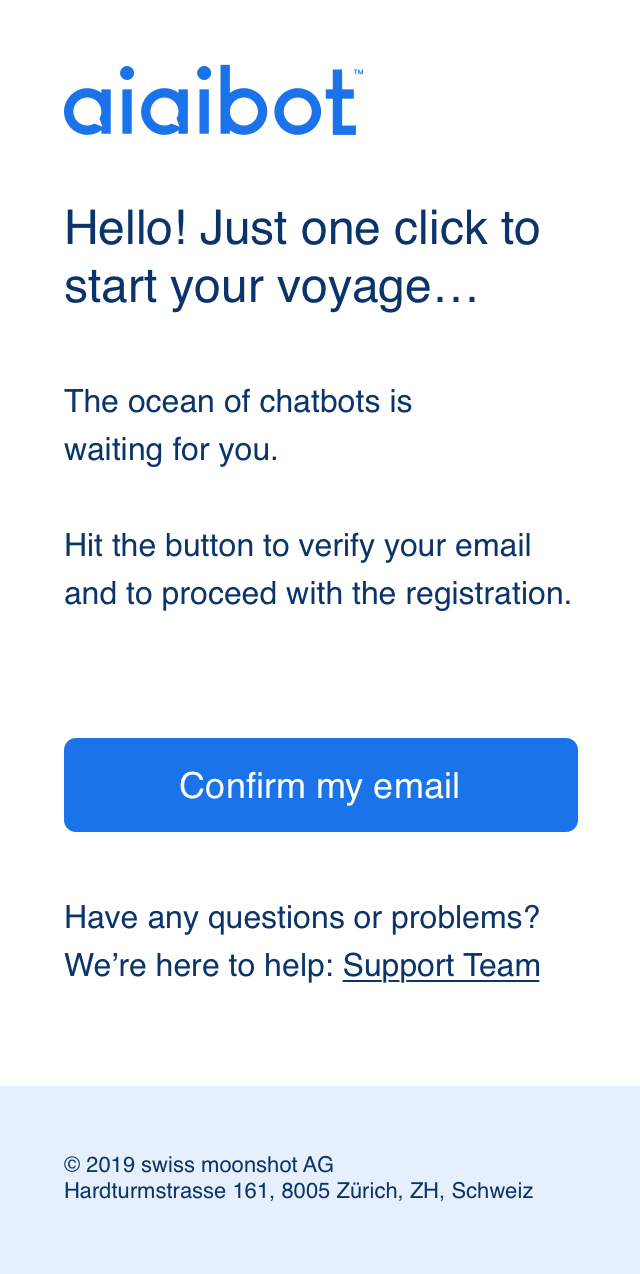 aiaibot™
Hello! Just one click to
start your voyage…
The ocean of chatbots is
waiting for you.
Hit the button to verify your email
and to proceed with the registration.
Confirm my email
Have any questions or problems?
We’re here to help: Support Team
© 2019 swiss moonshot AG
Hardturmstrasse 161, 8005 Zürich, ZH, Schweiz